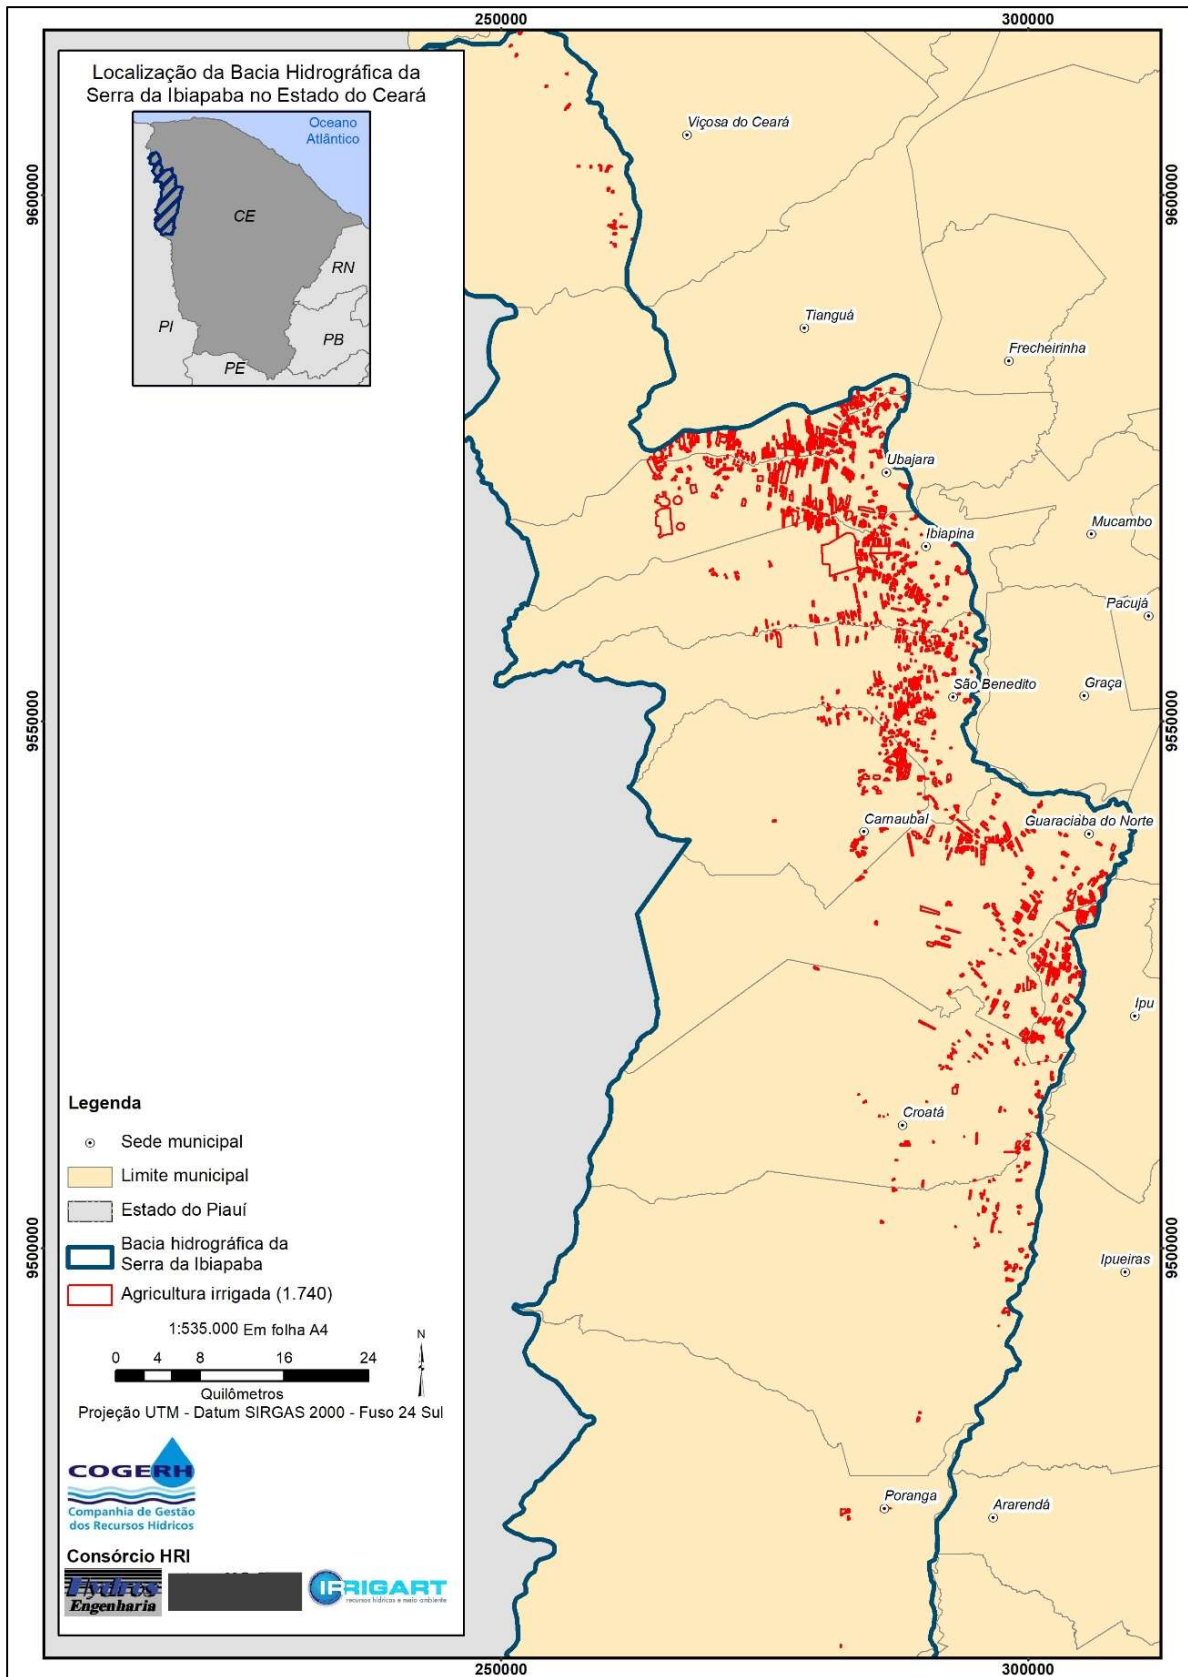 250000
300000
Localização da Bacia Hidrográfica da
Serra da Ibiapaba no Estado do Ceará
Oceano
Atlântico
CE
RN
PB
PI
PE
9600000
9600000
Viçosa do Ceará
Tianguá
Frecheirinha
Ubajara
Ibiapina
Mucambo
Pacujá
São Benedito
Graça
9550000
9550000
Carnaubal
Guaraciaba do Norte
Ipu
Croatá
Ipueiras
9500000
9500000
Poranga
Ararendá
Legenda
Sede municipal
Limite municipal
Estado do Piauí
Bacia hidrográfica da
Serra da Ibiapaba
Agricultura irrigada (1.740)
1:535.000 Em folha A4
0 4 8 16 24
Quilômetros
N
Projeção UTM - Datum SIRGAS 2000 - Fuso 24 Sul
COGERH
Companhia de Gestão
dos Recursos Hídricos
Consórcio HRI
Hydros
Engenharia
IRRIGART
recursos hídricos e meio ambiente
250000
300000